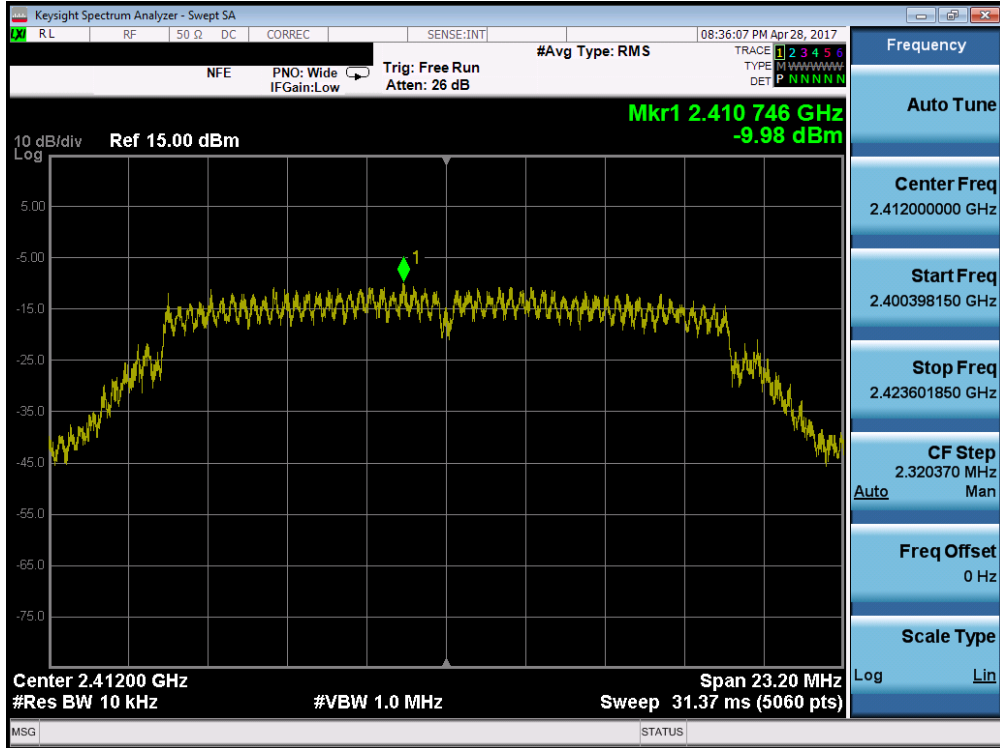 Keysight Spectrum Analyzer - Swept SA
LXI RL RF 50 Ω DC CORREC SENSE:INT 08:36:07 PM Apr 28, 2017
NFE PNO: Wide Trig: Free Run #Avg Type: RMS TRACE 1 2 3 4 5 6
IFGain:Low Atten: 26 dB TYPE M WWWWW
DET P N N N N N
Mkr1 2.410 746 GHz
-9.98 dBm
10 dB/div Ref 15.00 dBm
Log
5.00
-5.00
1
-15.0
-25.0
-35.0
-45.0
-55.0
-65.0
-75.0
Center 2.41200 GHz Span 23.20 MHz
#Res BW 10 kHz #VBW 1.0 MHz Sweep 31.37 ms (5060 pts)
MSG STATUS
Frequency
Auto Tune
Center Freq
2.412000000 GHz
Start Freq
2.400398150 GHz
Stop Freq
2.423601850 GHz
CF Step
2.320370 MHz
Auto Man
Freq Offset
0 Hz
Scale Type
Log Lin